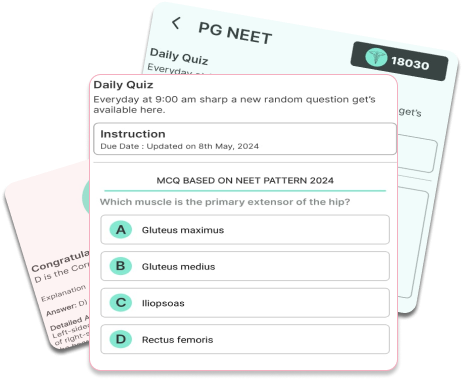 PG NEET
18030
Daily Quiz
Everyday
get's
Daily Quiz
Everyday at 9:00 am sharp a new random question get's
available here.
Instruction
Due Date : Updated on 8th May, 2024
MCQ BASED ON NEET PATTERN 2024
Which muscle is the primary extensor of the hip?
A Gluteus maximus
B Gluteus medius
C Iliopsoas
D Rectus femoris
Congratula
D is the Corr
Explanation
Answer: D)
Detailed A
Left-side
of right-s